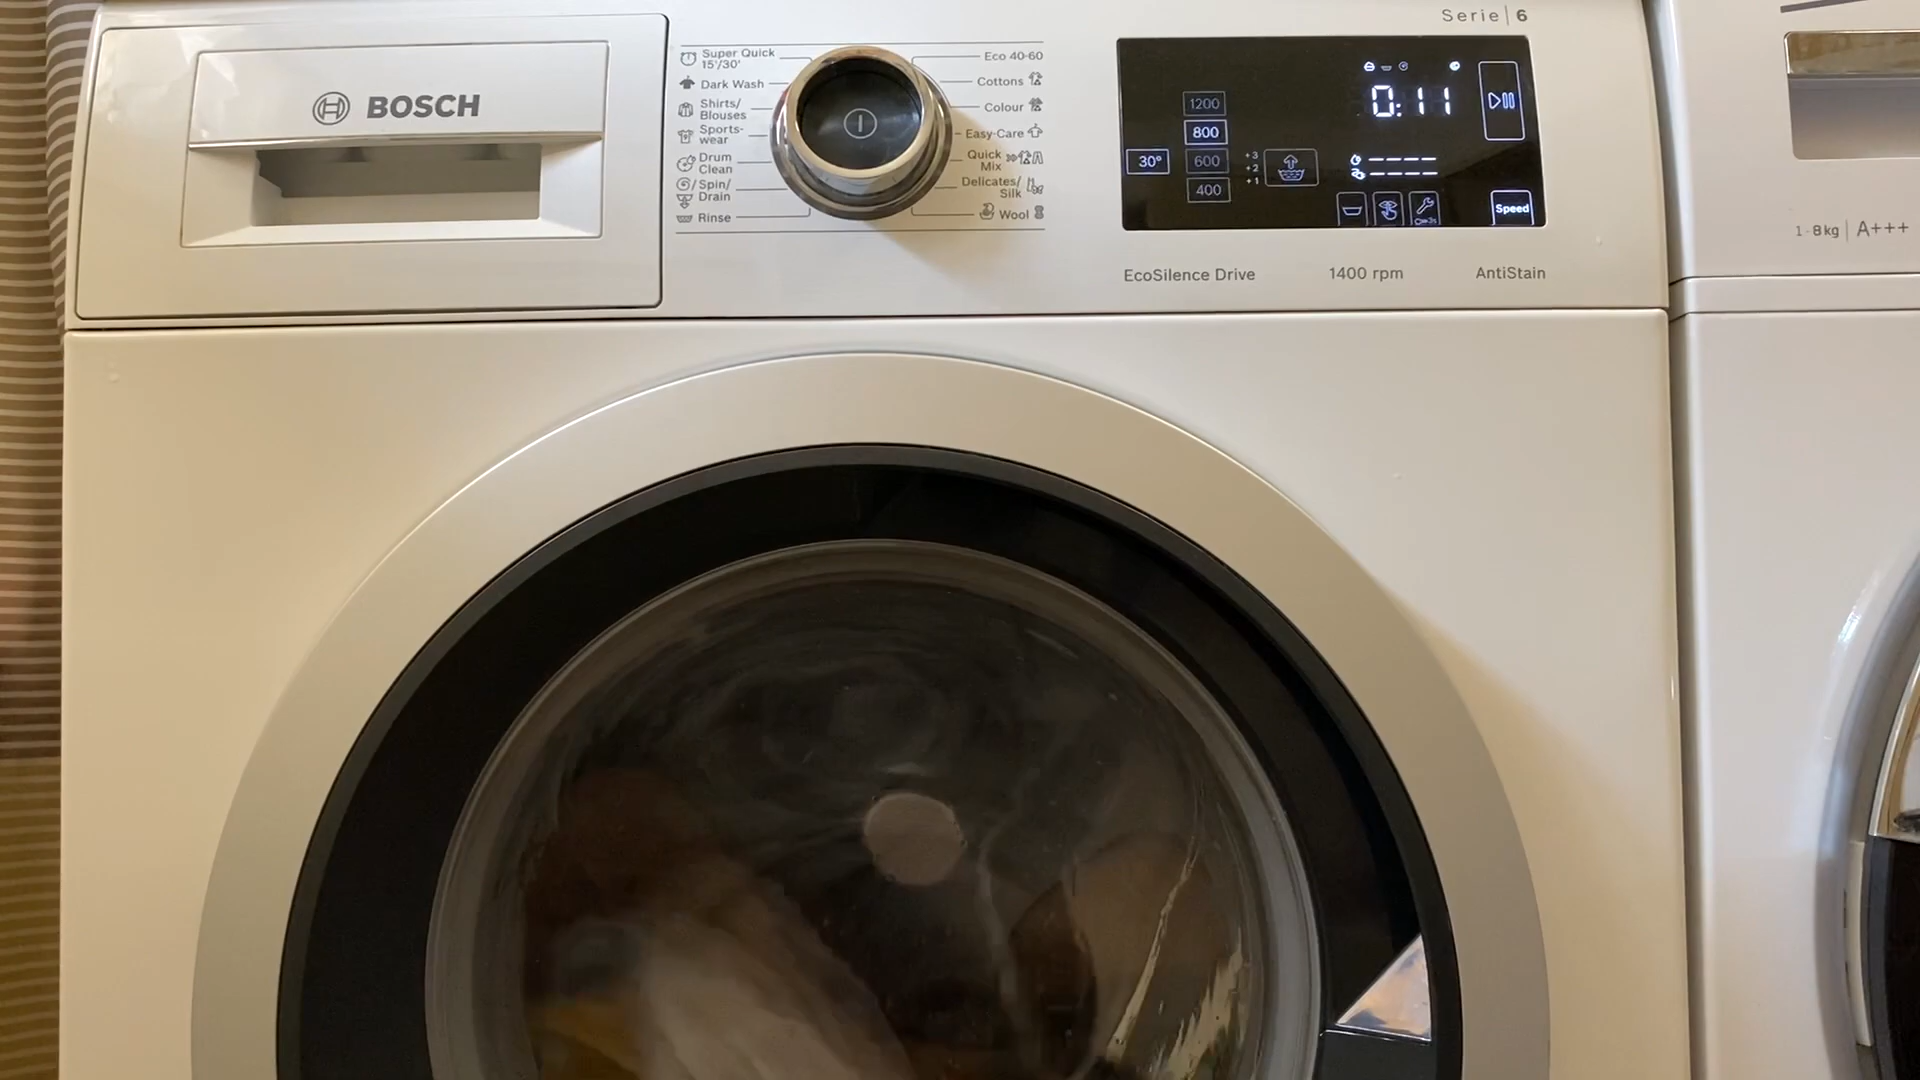 Serie | 6
BOSCH
Super Quick
15'/30'
Dark Wash
Shirts/
Blouses
Sports-
wear
Drum
Clean
Spin/
Drain
Rinse
Eco 40-60
Cottons
Colour
Easy-Care
Quick
Mix
Delicates/
Silk
Wool
30°
1200
800
600
400
+3
+2
+1
0:11
3s
Speed
EcoSilence Drive
1400 rpm
AntiStain
1-8kg | A+++